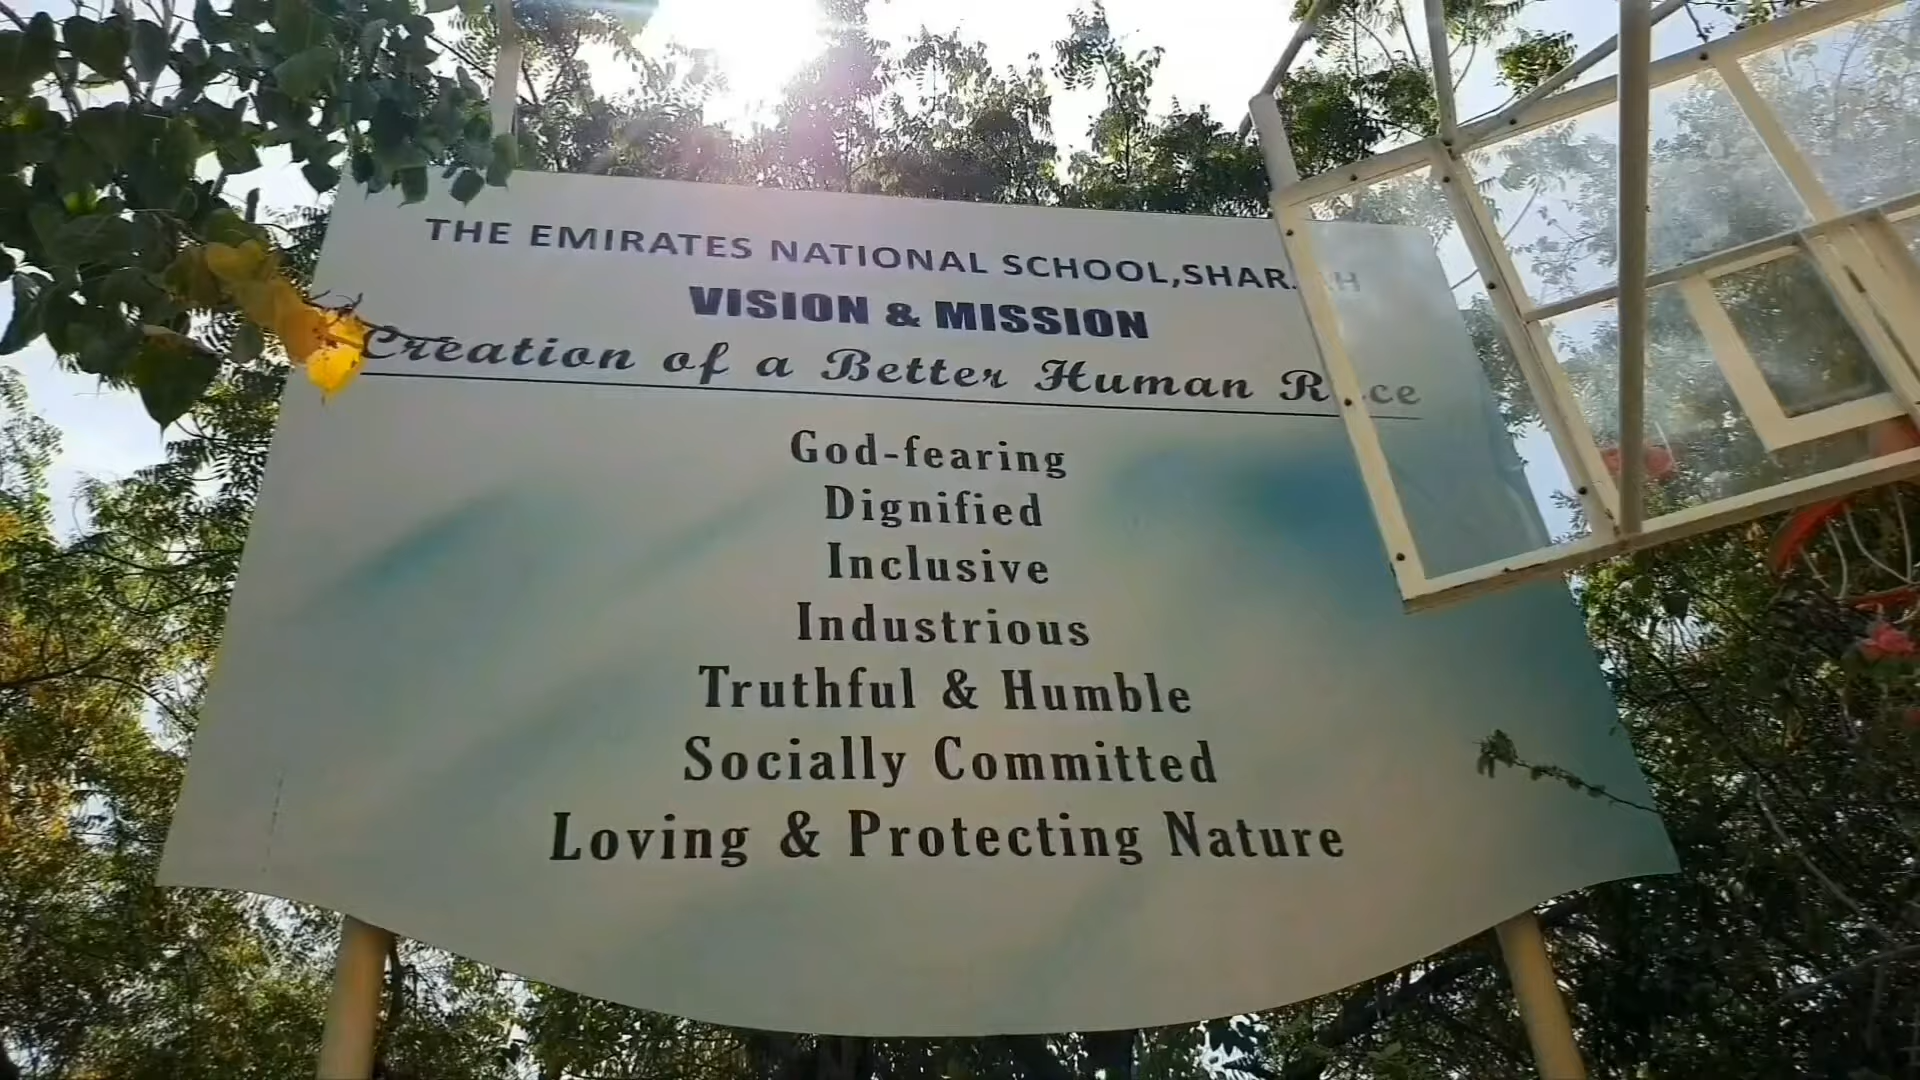 THE EMIRATES NATIONAL SCHOOL,SHARJAH
VISION & MISSION
Creation of a Better Human Race
God-fearing
Dignified
Inclusive
Industrious
Truthful & Humble
Socially Committed
Loving & Protecting Nature